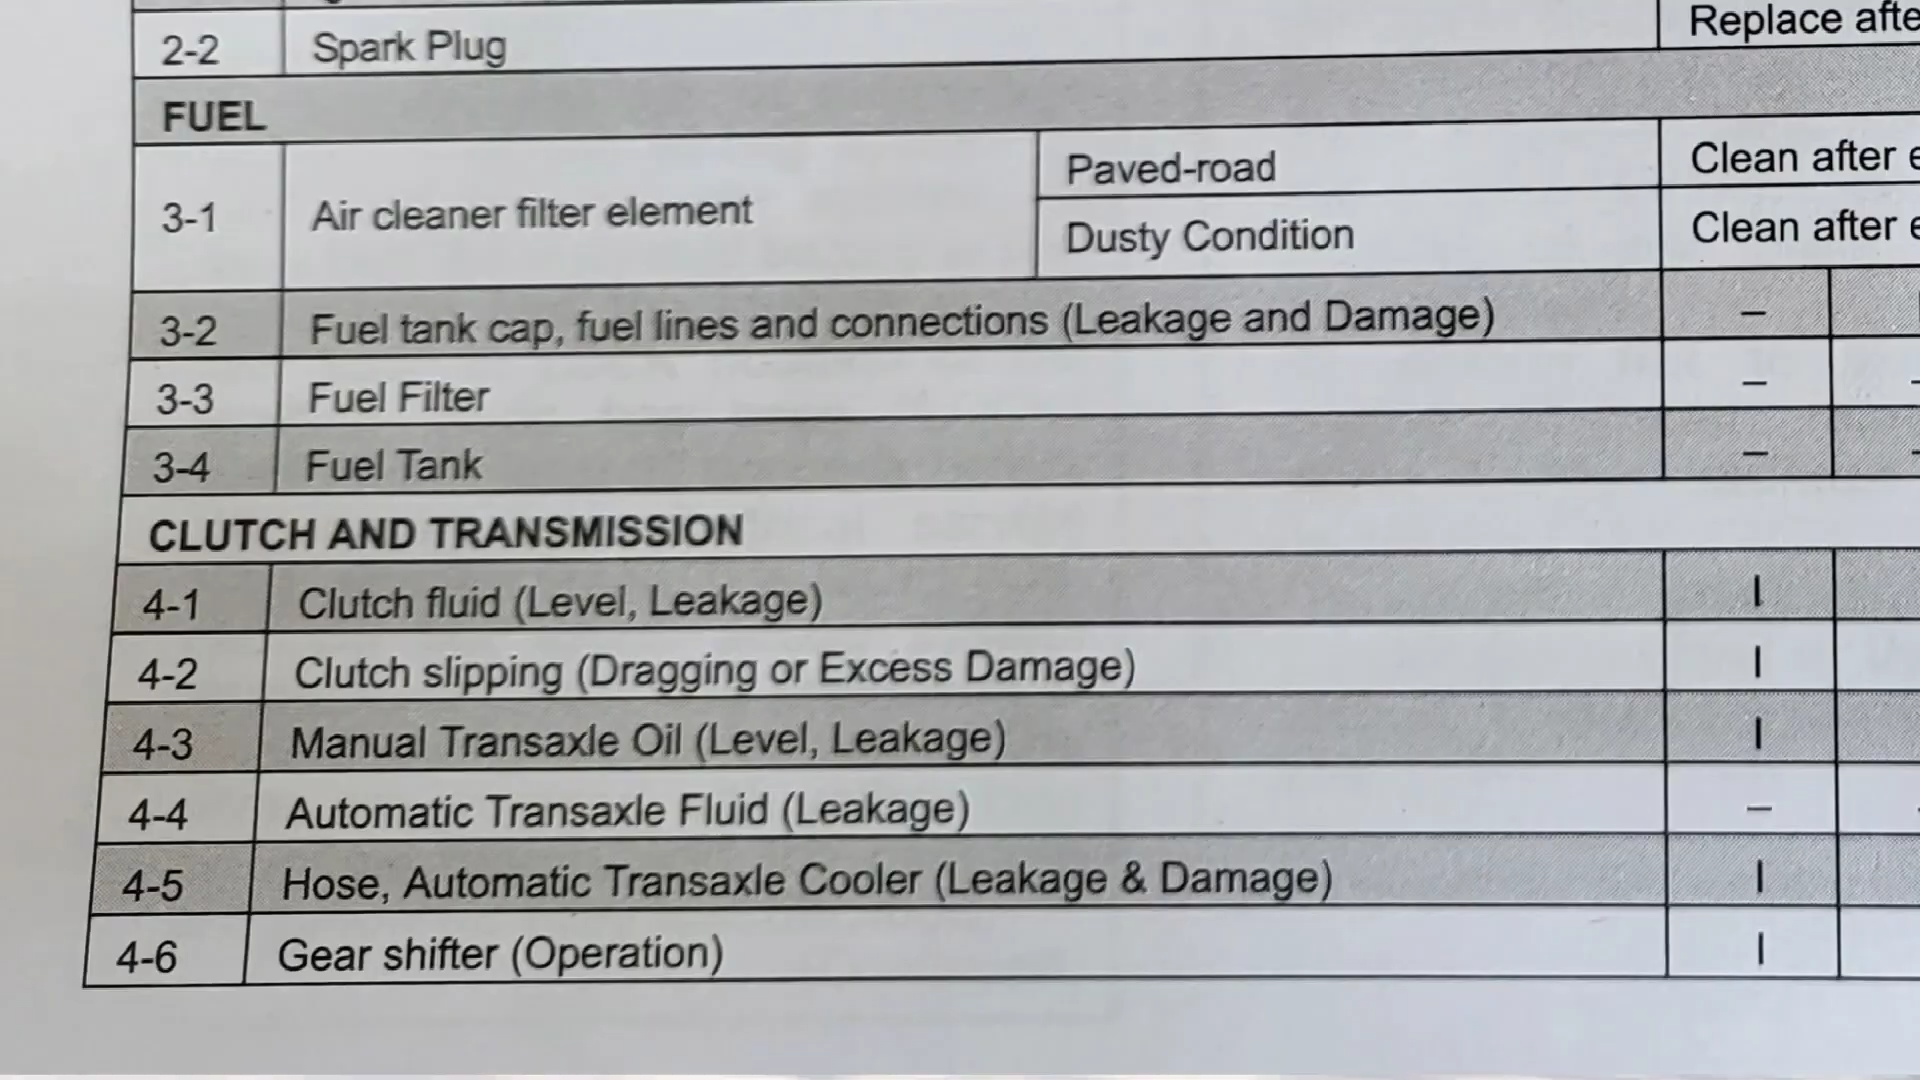 2-2 Spark Plug Replace afte
FUEL
3-1 Air cleaner filter element Paved-road Clean after e
Dusty Condition Clean after e
3-2 Fuel tank cap, fuel lines and connections (Leakage and Damage) –
3-3 Fuel Filter – -
3-4 Fuel Tank – -
CLUTCH AND TRANSMISSION
4-1 Clutch fluid (Level, Leakage) I
4-2 Clutch slipping (Dragging or Excess Damage) I
4-3 Manual Transaxle Oil (Level, Leakage) I
4-4 Automatic Transaxle Fluid (Leakage) –
4-5 Hose, Automatic Transaxle Cooler (Leakage & Damage) I
4-6 Gear shifter (Operation) I